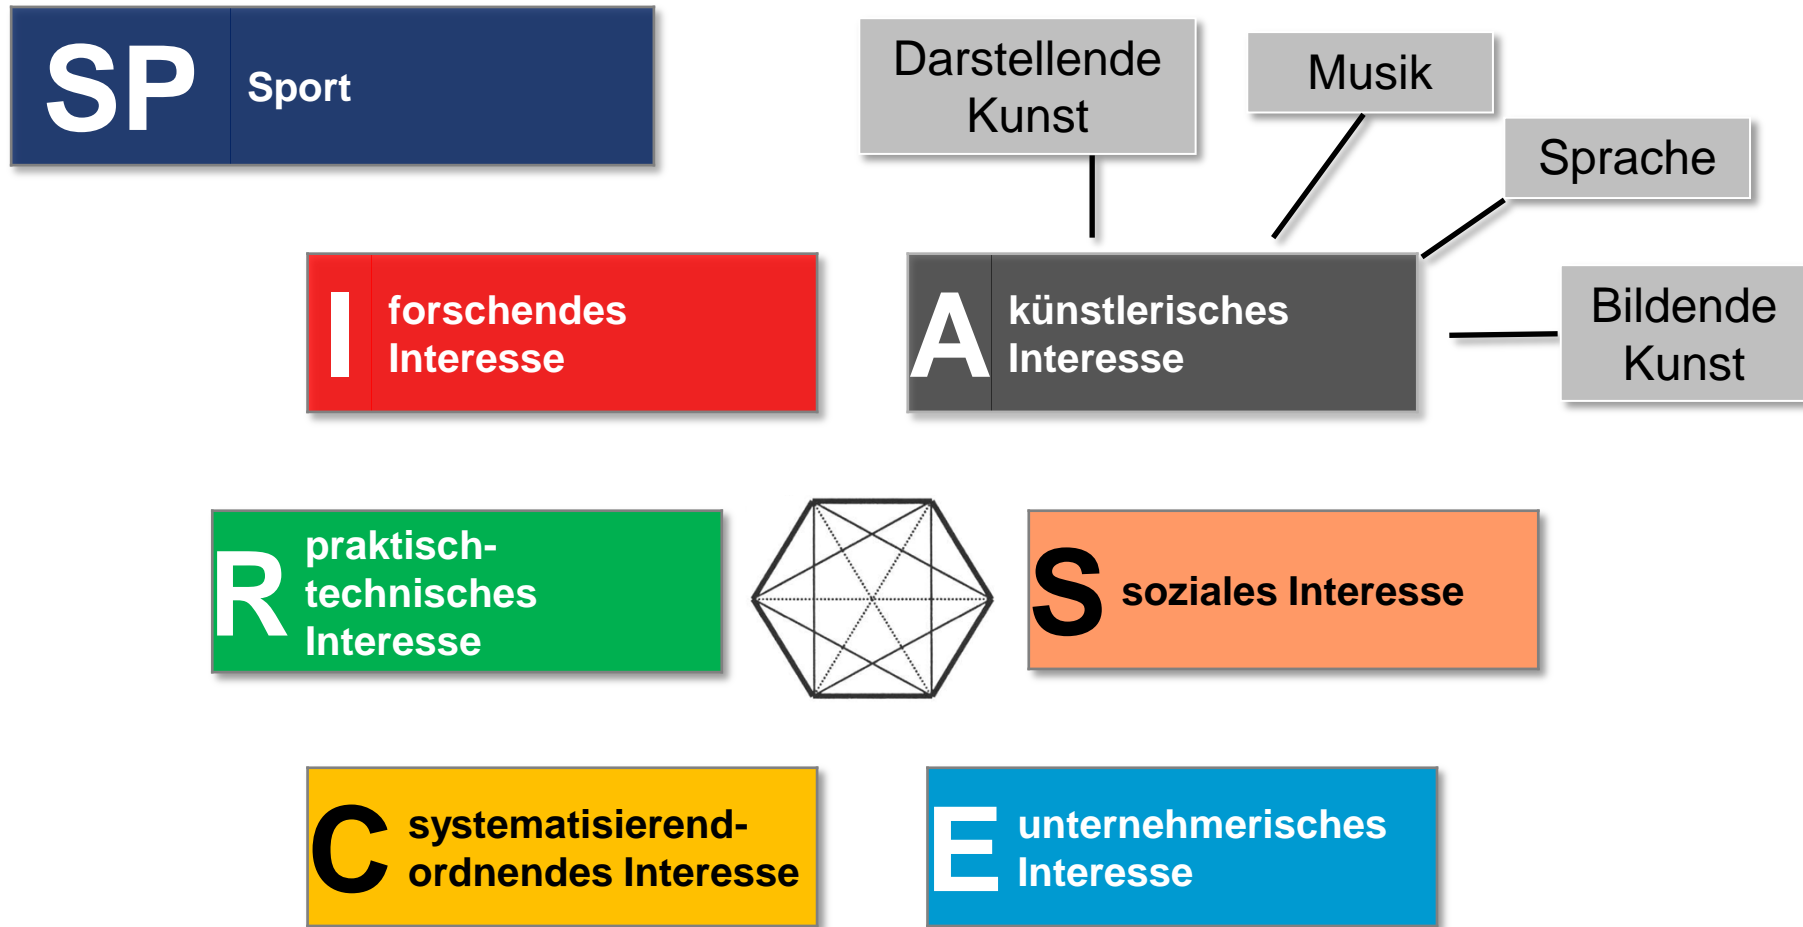 SP
Sport
Darstellende
Kunst
Musik
Sprache
Bildende
Kunst
I
forschendes
Interesse
A
künstlerisches
Interesse
R
praktisch-
technisches
Interesse
S
soziales Interesse
C
systematisierend-
ordnendes Interesse
E
unternehmerisches
Interesse